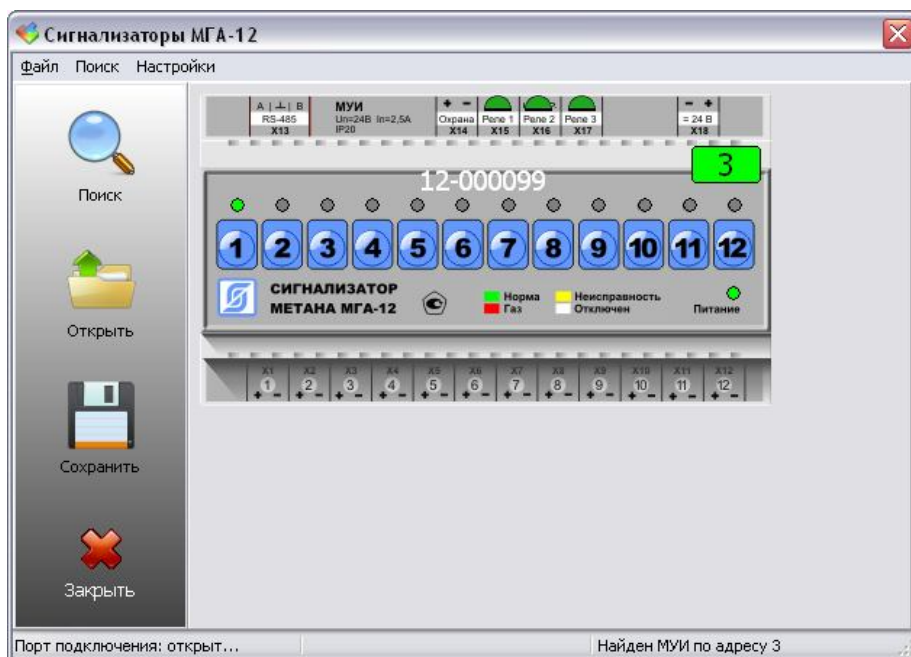 Сигнализаторы МГА-12
Файл Поиск Настройки
Поиск
Открыть
Сохранить
Закрыть
A | ⊥ | B
RS-485
X13
МУИ
Uп=24В Iн=2,5А
IP20
+ − − +
Охрана Реле 1 Реле 2 Реле 3 = 24 В
X14 X15 X16 X17 X18
3
12-000099
1 2 3 4 5 6 7 8 9 10 11 12
СИГНАЛИЗАТОР
МЕТАНА МГА-12
Норма Неисправность
Газ Отключен
Питание
X1 X2 X3 X4 X5 X6 X7 X8 X9 X10 X11 X12
1 2 3 4 5 6 7 8 9 10 11 12
+ − + − + − + − + − + − + − + − + − + − + − + −
Порт подключения: открыт... Найден МУИ по адресу 3